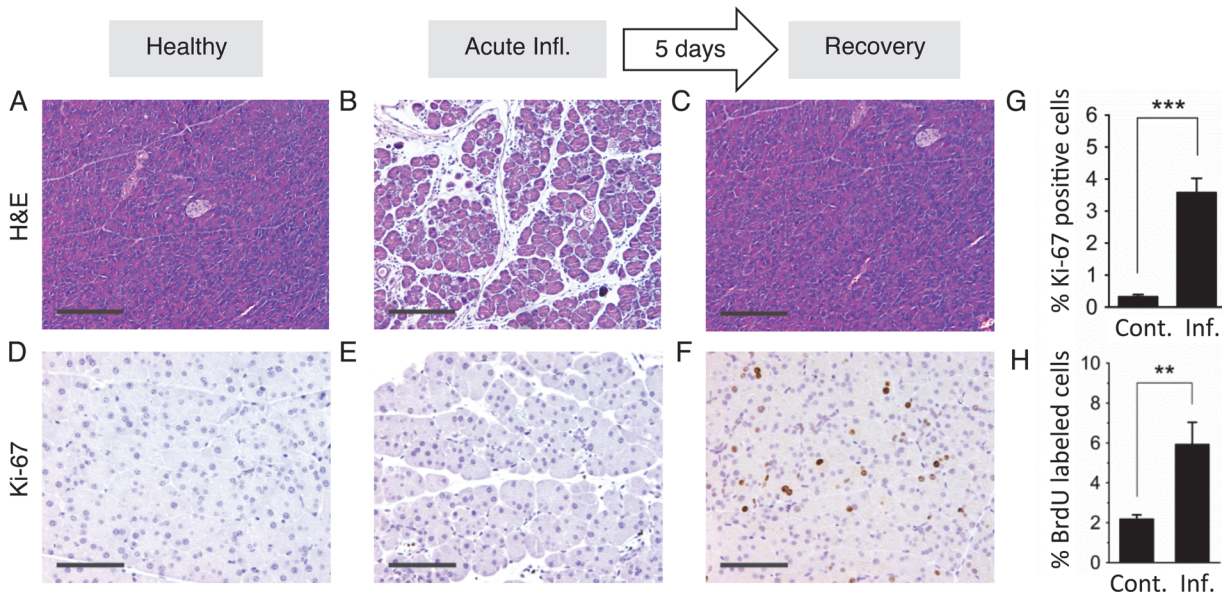 Healthy
Acute Infl.
5 days
Recovery
A
B
C
G
H&E
D
E
F
H
Ki-67
% Ki-67 positive cells
***
6
5
4
3
2
1
0
Cont. Inf.
% BrdU labeled cells
**
10
8
6
4
2
0
Cont. Inf.